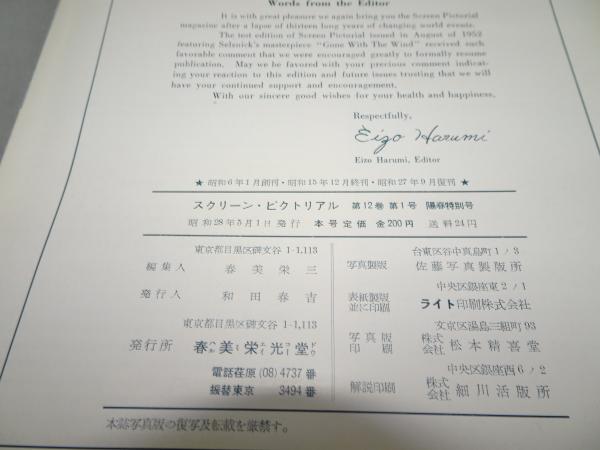 Words from the Editor
It is with great pleasure we again bring you the Screen Pictorial
magazine after a lapse of thirteen long years of changing world events.
The test edition of Screen Pictorial issued in August of 1952
featuring Selznick's masterpiece "Gone With The Wind" received such
favorable comment that we were encouraged greatly to formally resume
publication. May we be favored with your precious comment indicat-
ing your reaction to this edition and future issues trusting that we will
have your continued support and encouragement.
With our sincere good wishes for your health and happiness.
Respectfully,
Eizo Harumi
Eizo Harumi, Editor
★ 昭和6年1月創刊・昭和15年12月終刊・昭和27年9月復刊 ★
スクリーン・ピクトリアル 第12巻 第1号 陽春特別号
昭和28年5月1日発行 本号定価 金200円 送料24円
東京都目黒区碑文谷 1-1,113
編集人 春美栄三
発行人 和田春吉
東京都目黒区碑文谷 1-1,113
発行所 春ハル美ミ栄エイ光コー堂ドウ
電話荏原 (08) 4737番
振替東京 3494番
台東区谷中真島町1ノ3
写真製版 佐藤写真製版所
中央区銀座東2ノ1
表紙製版並に印刷 ライト印刷株式会社
文京区湯島三組町93
写真版印刷 株式会社 松本精喜堂
中央区銀座西6ノ2
解説印刷 株式会社 細川活版所
本誌写真版の復写及転載を厳禁す。